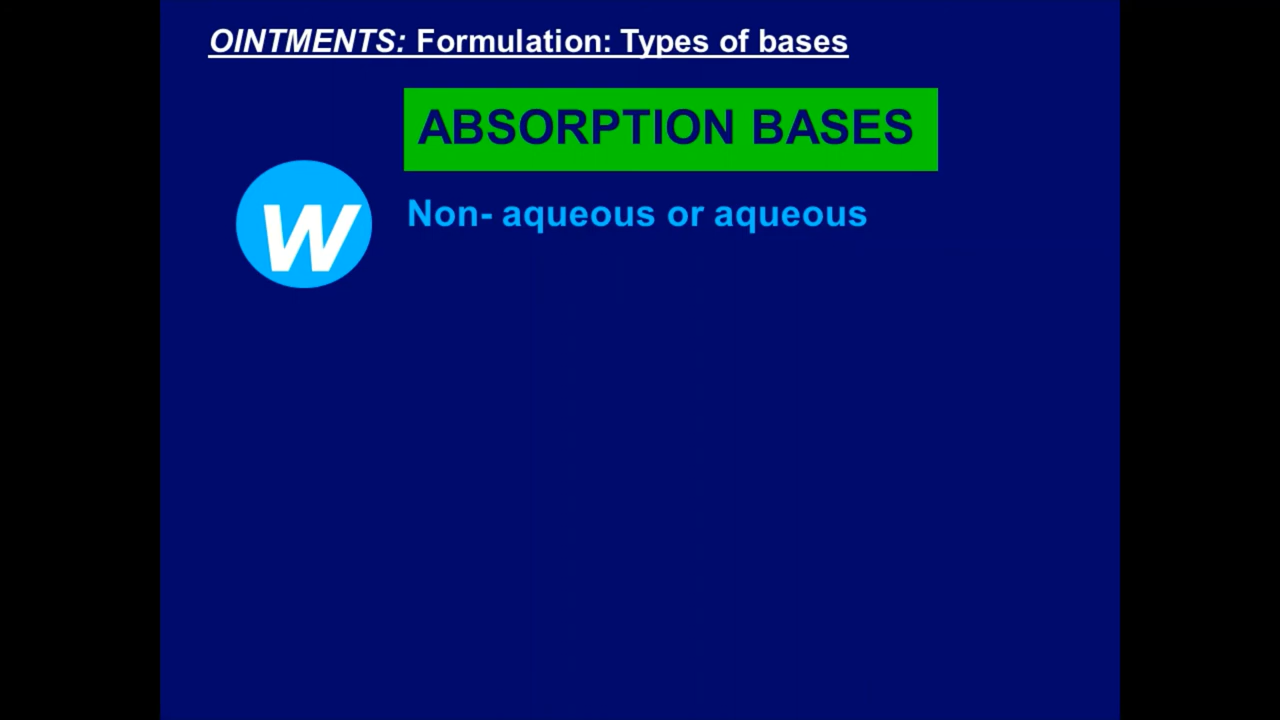 OINTMENTS: Formulation: Types of bases
ABSORPTION BASES
W
Non- aqueous or aqueous